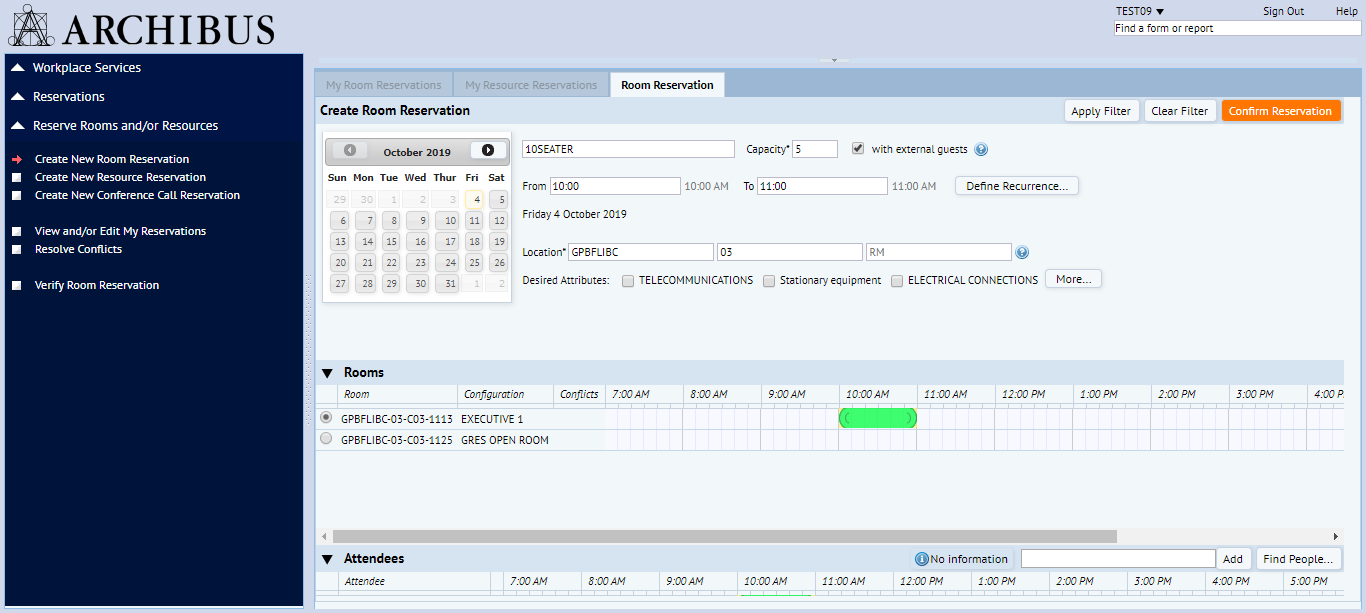 ARCHIBUS
TEST09 Sign Out Help
Find a form or report
Workplace Services
Reservations
Reserve Rooms and/or Resources
Create New Room Reservation
Create New Resource Reservation
Create New Conference Call Reservation
View and/or Edit My Reservations
Resolve Conflicts
Verify Room Reservation
My Room Reservations My Resource Reservations Room Reservation
Create Room Reservation Apply Filter Clear Filter Confirm Reservation
October 2019
Sun Mon Tue Wed Thur Fri Sat
29 30 1 2 3 4 5
6 7 8 9 10 11 12
13 14 15 16 17 18 19
20 21 22 23 24 25 26
27 28 29 30 31 1 2
10SEATER Capacity* 5 with external guests
From 10:00 10:00 AM To 11:00 11:00 AM Define Recurrence...
Friday 4 October 2019
Location* GPBFLIBC 03 RM
Desired Attributes: TELECOMMUNICATIONS Stationary equipment ELECTRICAL CONNECTIONS More...
Rooms
Room Configuration Conflicts 7:00 AM 8:00 AM 9:00 AM 10:00 AM 11:00 AM 12:00 PM 1:00 PM 2:00 PM 3:00 PM 4:00 P
GPBFLIBC-03-C03-1113 EXECUTIVE 1
GPBFLIBC-03-C03-1125 GRES OPEN ROOM
Attendees No information Add Find People...
Attendee 7:00 AM 8:00 AM 9:00 AM 10:00 AM 11:00 AM 12:00 PM 1:00 PM 2:00 PM 3:00 PM 4:00 PM 5:00 PM